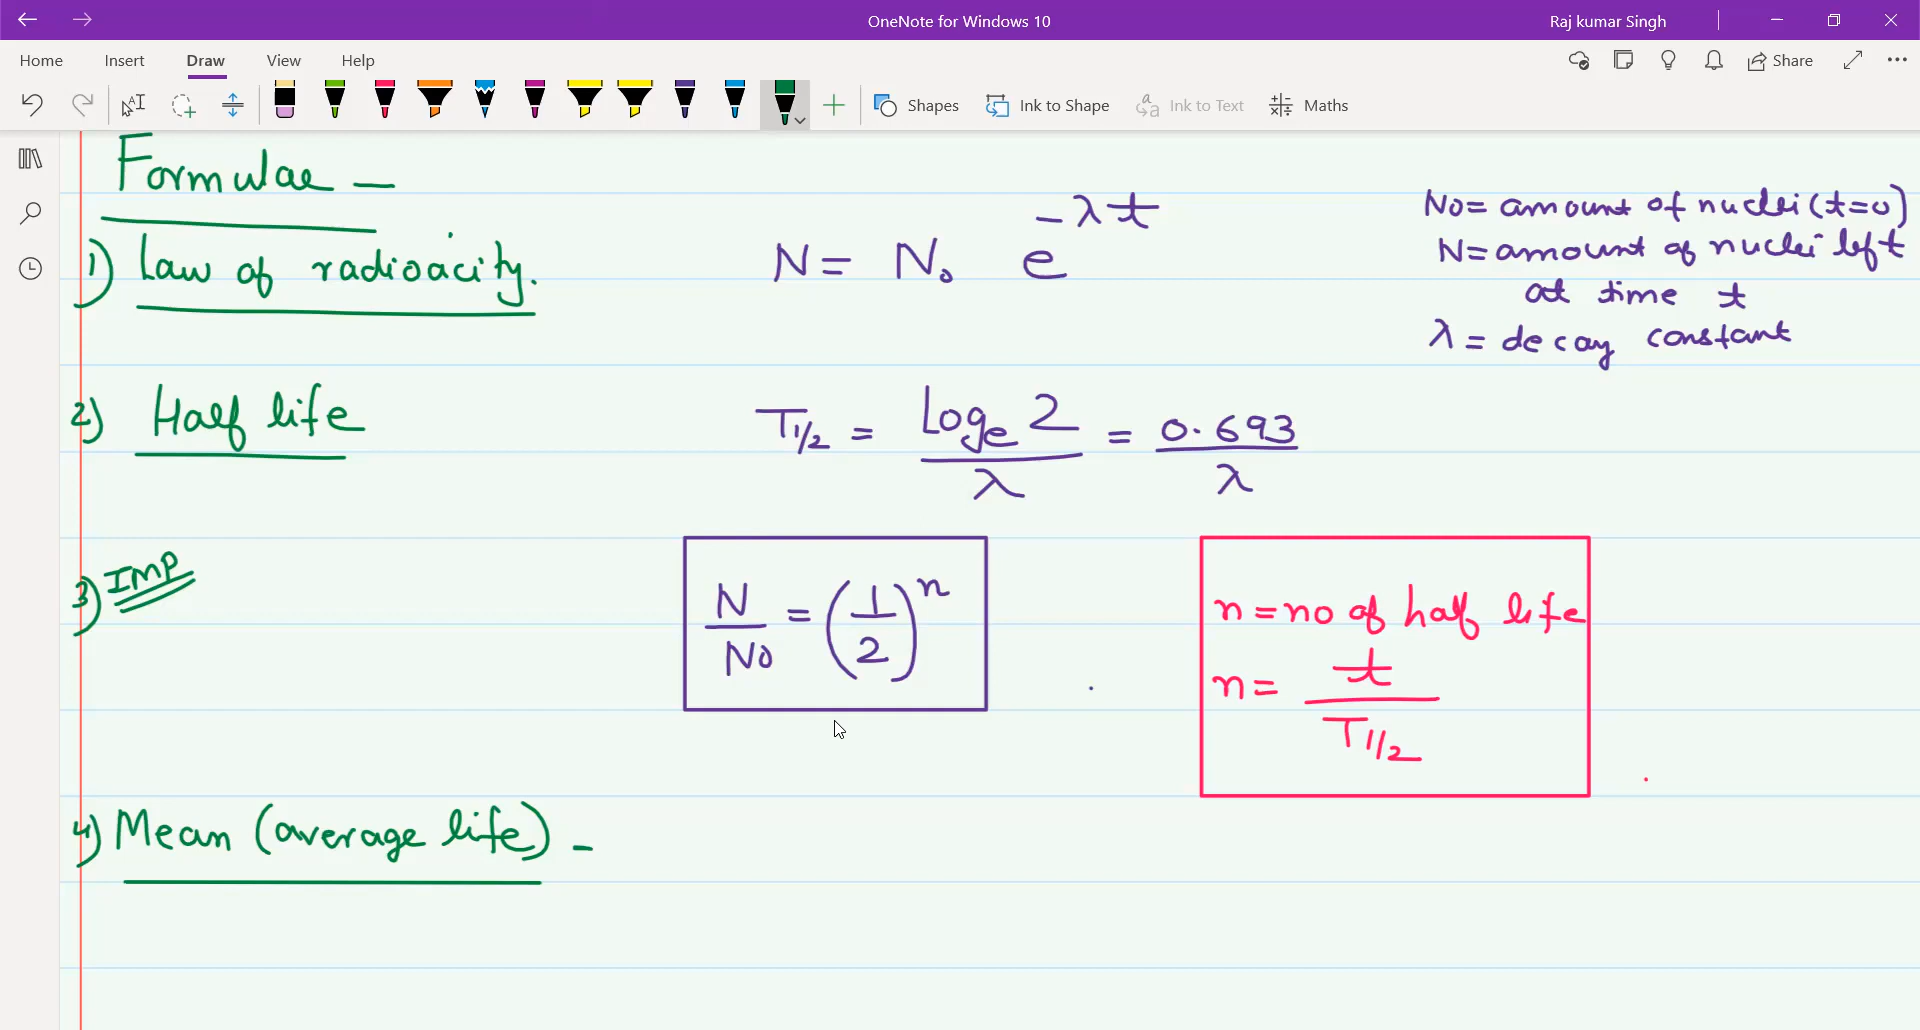 OneNote for Windows 10
Raj kumar Singh
Home Insert Draw View Help
Share
Shapes Ink to Shape Ink to Text Maths
Formulae —
1) Law of radioacity.
N = N₀ e^(-λt)
No = amount of nuclei (t=0)
N = amount of nuclei left
at time t
λ = decay constant
2) Half life
T1/2 = Loge 2 / λ = 0.693 / λ
3) IMP
N/No = (1/2)^n
n = no of half life
n = t / T1/2
4) Mean (average life) -